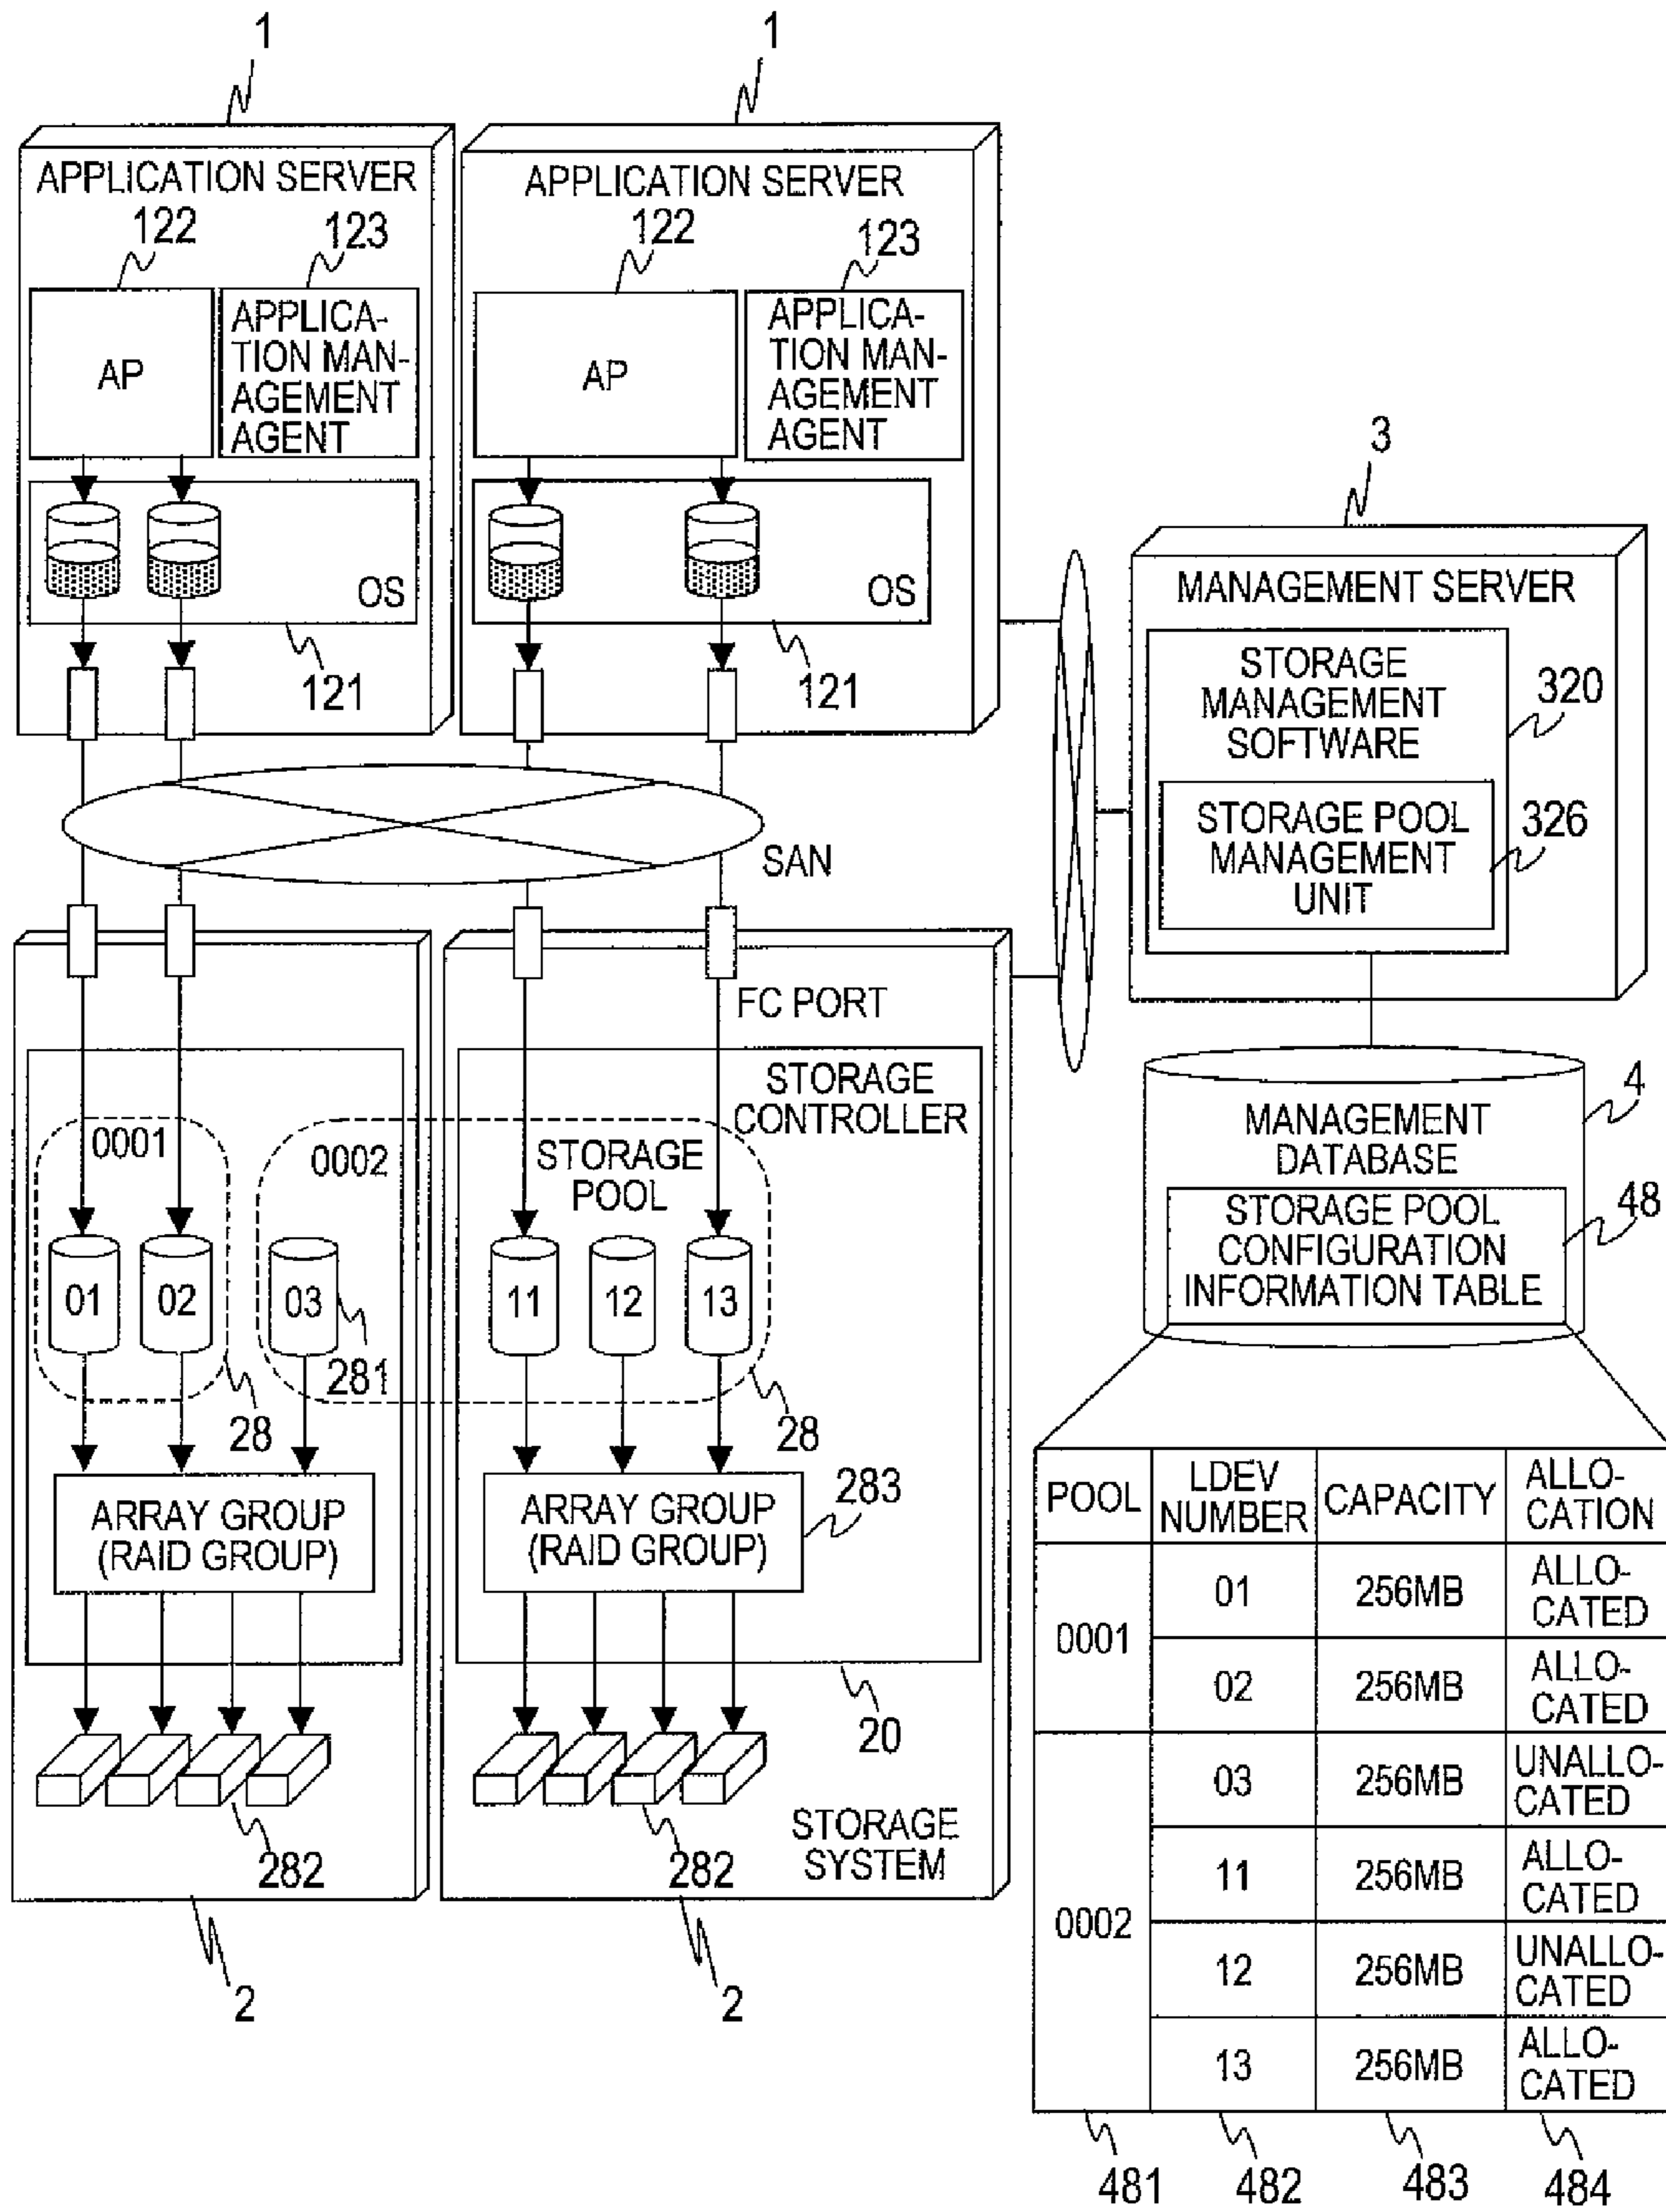 1
1
APPLICATION SERVER
122
123
AP
APPLICA-
TION MAN-
AGEMENT
AGENT
OS
121
APPLICATION SERVER
122
123
AP
APPLICA-
TION MAN-
AGEMENT
AGENT
OS
121
SAN
3
MANAGEMENT SERVER
STORAGE
MANAGEMENT
SOFTWARE
320
STORAGE POOL
MANAGEMENT
UNIT
326
FC PORT
STORAGE
CONTROLLER
0001
0002
STORAGE
POOL
01
02
03
11
12
13
281
28
28
ARRAY GROUP
(RAID GROUP)
ARRAY GROUP
(RAID GROUP)
283
20
282
282
STORAGE
SYSTEM
2
2
4
MANAGEMENT
DATABASE
STORAGE POOL
CONFIGURATION
INFORMATION TABLE
48
POOL
LDEV
NUMBER
CAPACITY
ALLO-
CATION
0001
01
256MB
ALLO-
CATED
02
256MB
ALLO-
CATED
0002
03
256MB
UNALLO-
CATED
11
256MB
ALLO-
CATED
12
256MB
UNALLO-
CATED
13
256MB
ALLO-
CATED
481
482
483
484